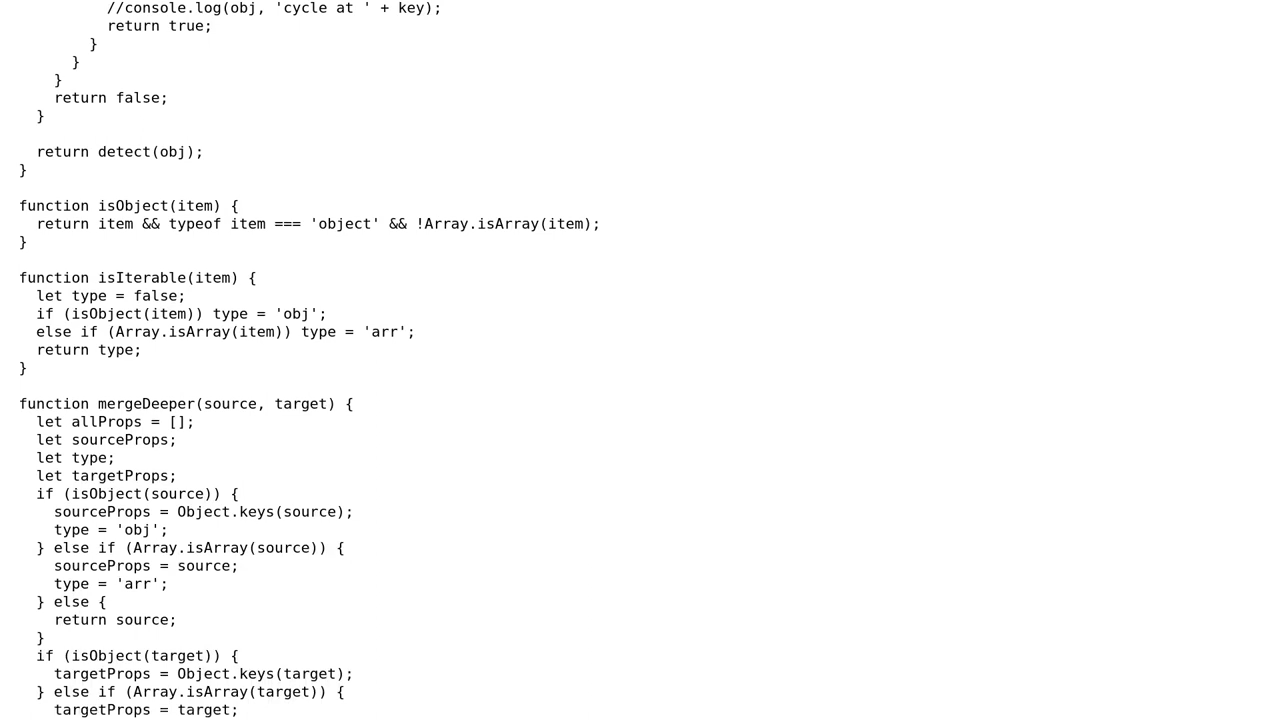 //console.log(obj, 'cycle at ' + key);
          return true;
        }
      }
    }
    return false;
  }

  return detect(obj);
}

function isObject(item) {
  return item && typeof item === 'object' && !Array.isArray(item);
}

function isIterable(item) {
  let type = false;
  if (isObject(item)) type = 'obj';
  else if (Array.isArray(item)) type = 'arr';
  return type;
}

function mergeDeeper(source, target) {
  let allProps = [];
  let sourceProps;
  let type;
  let targetProps;
  if (isObject(source)) {
    sourceProps = Object.keys(source);
    type = 'obj';
  } else if (Array.isArray(source)) {
    sourceProps = source;
    type = 'arr';
  } else {
    return source;
  }
  if (isObject(target)) {
    targetProps = Object.keys(target);
  } else if (Array.isArray(target)) {
    targetProps = target;